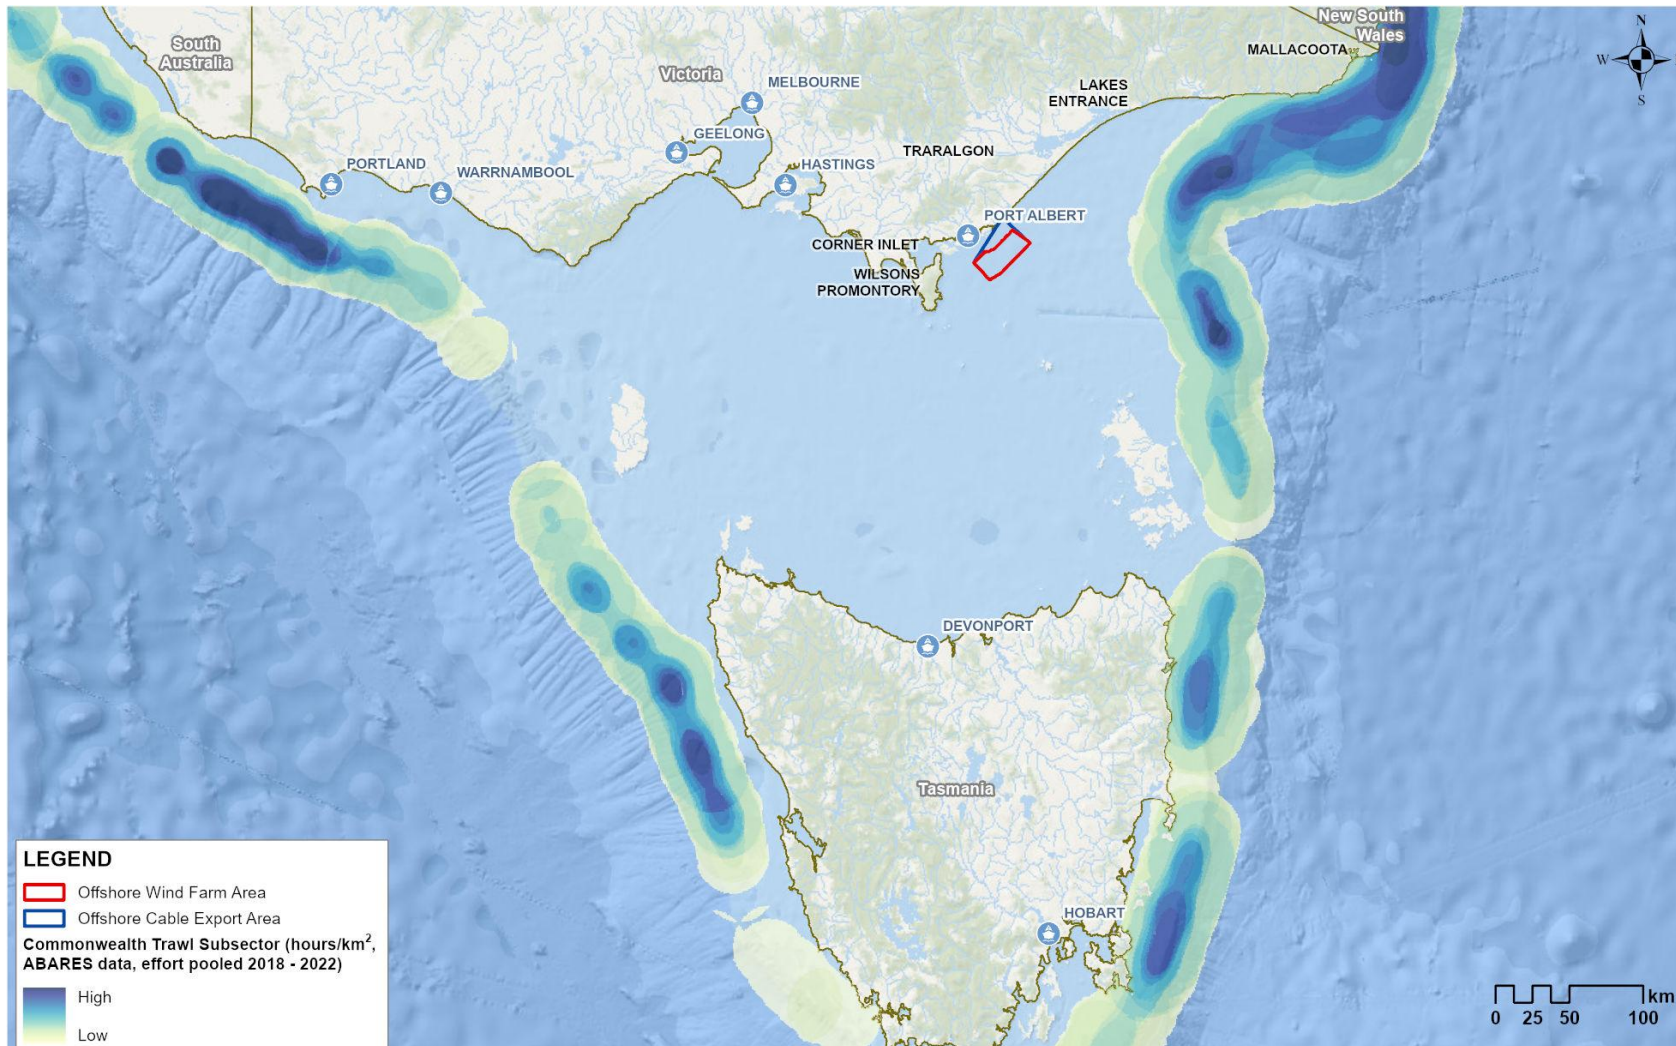 New South
Wales
N
W
S
South
Australia
Victoria
MALLACOOTA
LAKES
ENTRANCE
MELBOURNE
GEELONG
TRARALGON
HASTINGS
PORTLAND
WARRNAMBOOL
PORT ALBERT
CORNER INLET
WILSONS
PROMONTORY
DEVONPORT
Tasmania
HOBART
LEGEND
Offshore Wind Farm Area
Offshore Cable Export Area
Commonwealth Trawl Subsector (hours/km²,
ABARES data, effort pooled 2018 - 2022)
High
Low
km
0 25 50 100